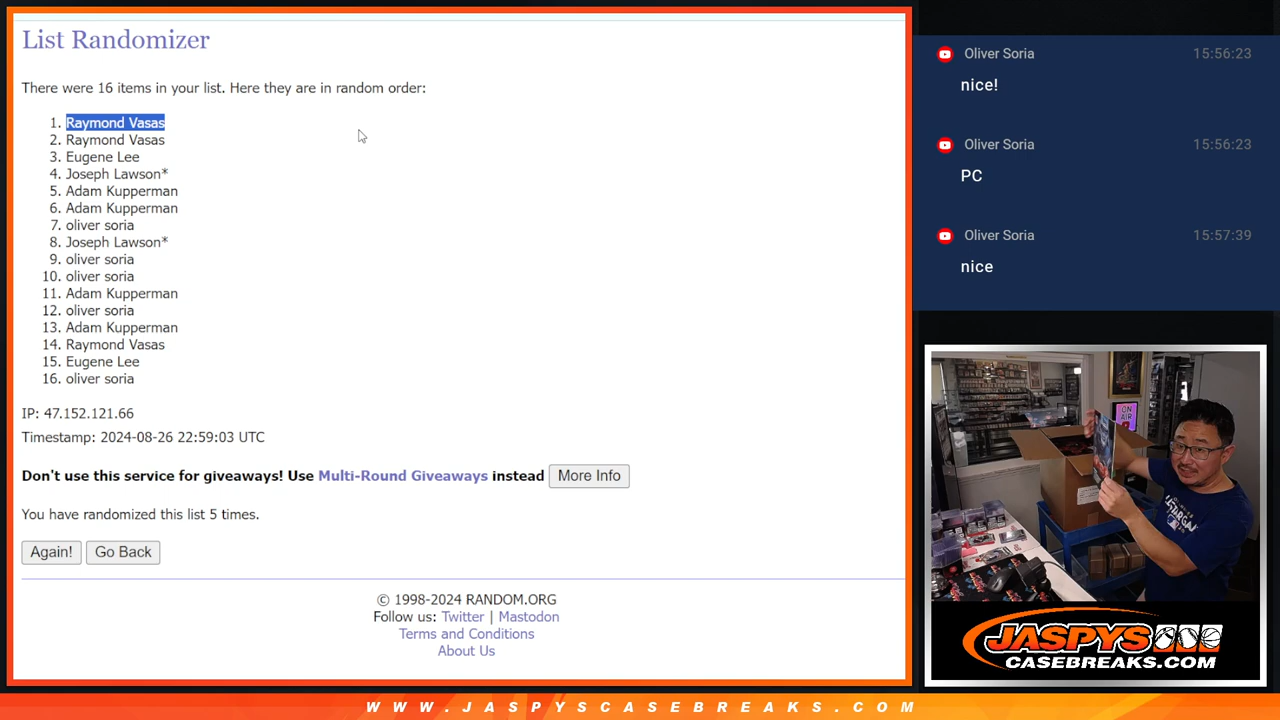 List Randomizer
There were 16 items in your list. Here they are in random order:
1. Raymond Vasas
2. Raymond Vasas
3. Eugene Lee
4. Joseph Lawson*
5. Adam Kupperman
6. Adam Kupperman
7. oliver soria
8. Joseph Lawson*
9. oliver soria
10. oliver soria
11. Adam Kupperman
12. oliver soria
13. Adam Kupperman
14. Raymond Vasas
15. Eugene Lee
16. oliver soria
IP: 47.152.121.66
Timestamp: 2024-08-26 22:59:03 UTC
Don't use this service for giveaways! Use Multi-Round Giveaways instead More Info
You have randomized this list 5 times.
Again! Go Back
© 1998-2024 RANDOM.ORG
Follow us: Twitter | Mastodon
Terms and Conditions
About Us
Oliver Soria 15:56:23
nice!
Oliver Soria 15:56:23
PC
Oliver Soria 15:57:39
nice
ON
AIR
JASPYS
CASEBREAKS.COM
WWW.JASPYSCASEBREAKS.COM